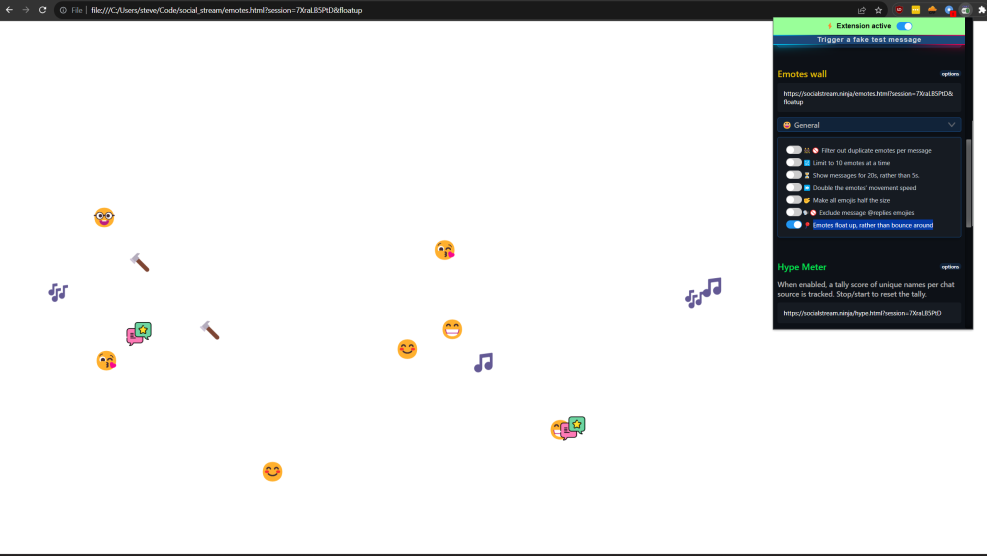 File
file:///C:/Users/steve/Code/social_stream/emotes.html?session=7XraLB5PtD&floatup
Extension active
Trigger a fake test message
Emotes wall
options
https://socialstream.ninja/emotes.html?session=7XraLB5PtD&
floatup
General
Filter out duplicate emotes per message
Limit to 10 emotes at a time
Show messages for 20s, rather than 5s.
Double the emotes' movement speed
Make all emojis half the size
Exclude message @replies emojies
Emotes float up, rather than bounce around
Hype Meter
options
When enabled, a tally score of unique names per chat
source is tracked. Stop/start to reset the tally.
https://socialstream.ninja/hype.html?session=7XraLB5PtD